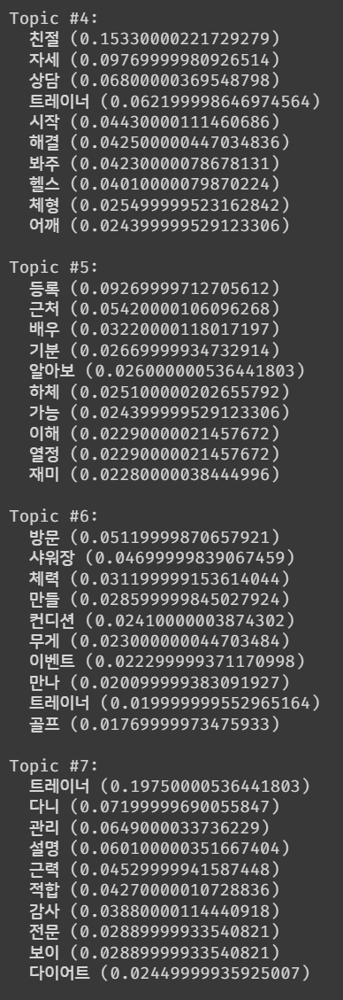 Topic #4:
친절 (0.15330000221729279)
자세 (0.09769999980926514)
상담 (0.06800000369548798)
트레이너 (0.062199998646974564)
시작 (0.04430000111460686)
해결 (0.042500000447034836)
봐주 (0.04230000078678131)
헬스 (0.04010000079870224)
체형 (0.025499999523162842)
어깨 (0.024399999529123306)
Topic #5:
등록 (0.09269999712705612)
근처 (0.05420000106096268)
배우 (0.03220000118017197)
기분 (0.02669999934732914)
알아보 (0.026000000536441803)
하체 (0.025100000202655792)
가능 (0.024399999529123306)
이해 (0.02290000021457672)
열정 (0.02290000021457672)
재미 (0.02280000038444996)
Topic #6:
방문 (0.05119999870657921)
샤워장 (0.04699999839067459)
체력 (0.031199999153614044)
만들 (0.028599999845027924)
컨디션 (0.02410000003874302)
무게 (0.023000000044703484)
이벤트 (0.022299999371170998)
만나 (0.020099999383091927)
트레이너 (0.019999999552965164)
골프 (0.01769999973475933)
Topic #7:
트레이너 (0.19750000536441803)
다니 (0.07199999690055847)
관리 (0.0649000033736229)
설명 (0.060100000351667404)
근력 (0.04529999941587448)
적합 (0.04270000010728836)
감사 (0.03880000114440918)
전문 (0.02889999933540821)
보이 (0.02889999933540821)
다이어트 (0.02449999935925007)